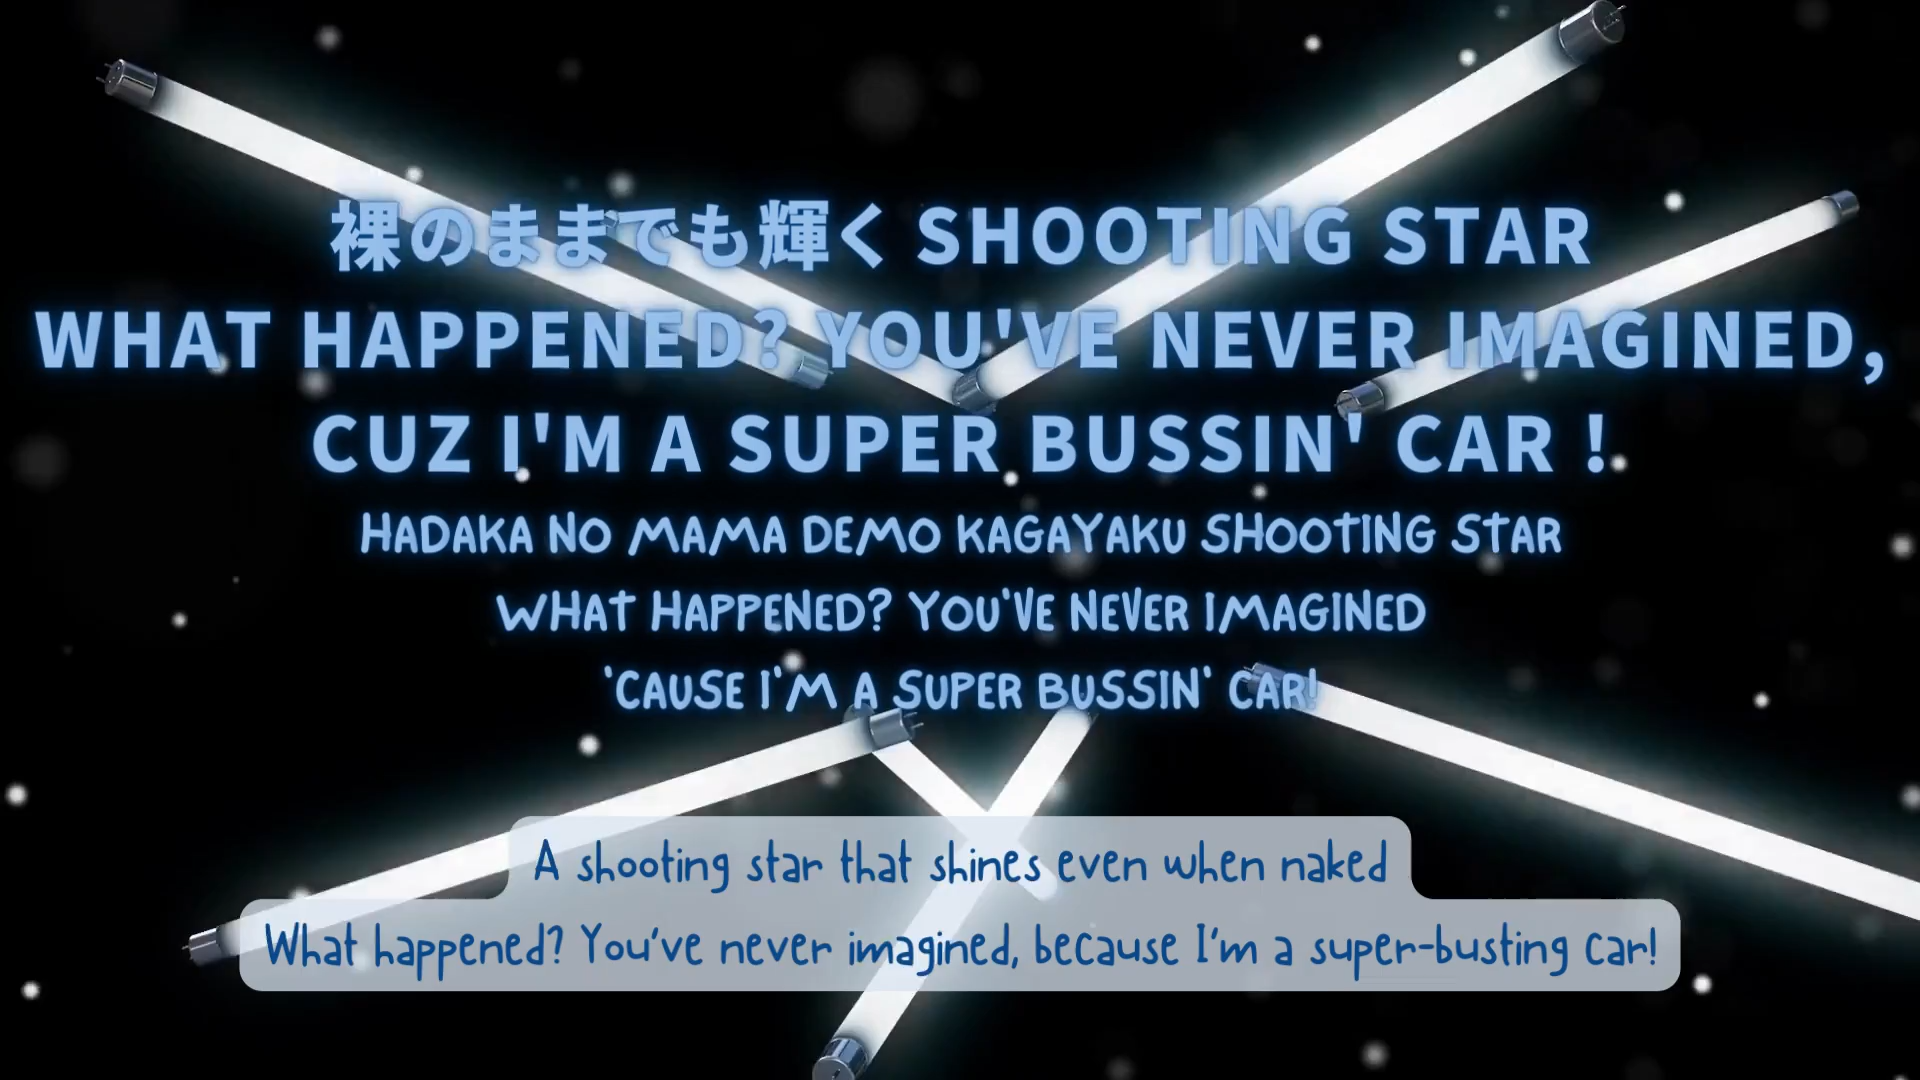 裸のままでも輝く SHOOTING STAR
WHAT HAPPENED? YOU'VE NEVER IMAGINED,
CUZ I'M A SUPER BUSSIN' CAR !
HADAKA NO MAMA DEMO KAGAYAKU SHOOTING STAR
WHAT HAPPENED? YOU'VE NEVER IMAGINED
'CAUSE I'M A SUPER BUSSIN' CAR!
A shooting star that shines even when naked
What happened? You've never imagined, because I'm a super-busting car!